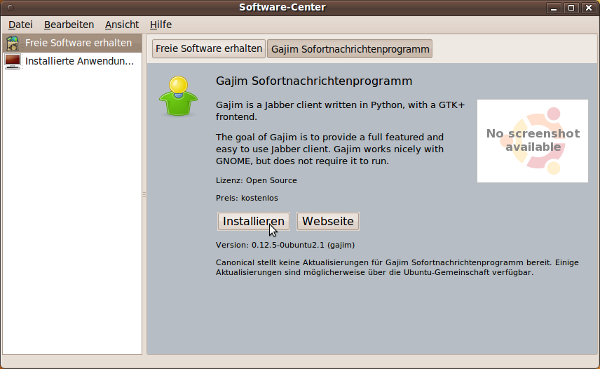 Software-Center
Datei Bearbeiten Ansicht Hilfe
Freie Software erhalten
Installierte Anwendun...
Freie Software erhalten Gajim Sofortnachrichtenprogramm
Gajim Sofortnachrichtenprogramm
Gajim is a Jabber client written in Python, with a GTK+
frontend.
The goal of Gajim is to provide a full featured and
easy to use Jabber client. Gajim works nicely with
GNOME, but does not require it to run.
No screenshot
available
Lizenz: Open Source
Preis: kostenlos
Installieren Webseite
Version: 0.12.5-0ubuntu2.1 (gajim)
Canonical stellt keine Aktualisierungen für Gajim Sofortnachrichtenprogramm bereit. Einige
Aktualisierungen sind möglicherweise über die Ubuntu-Gemeinschaft verfügbar.